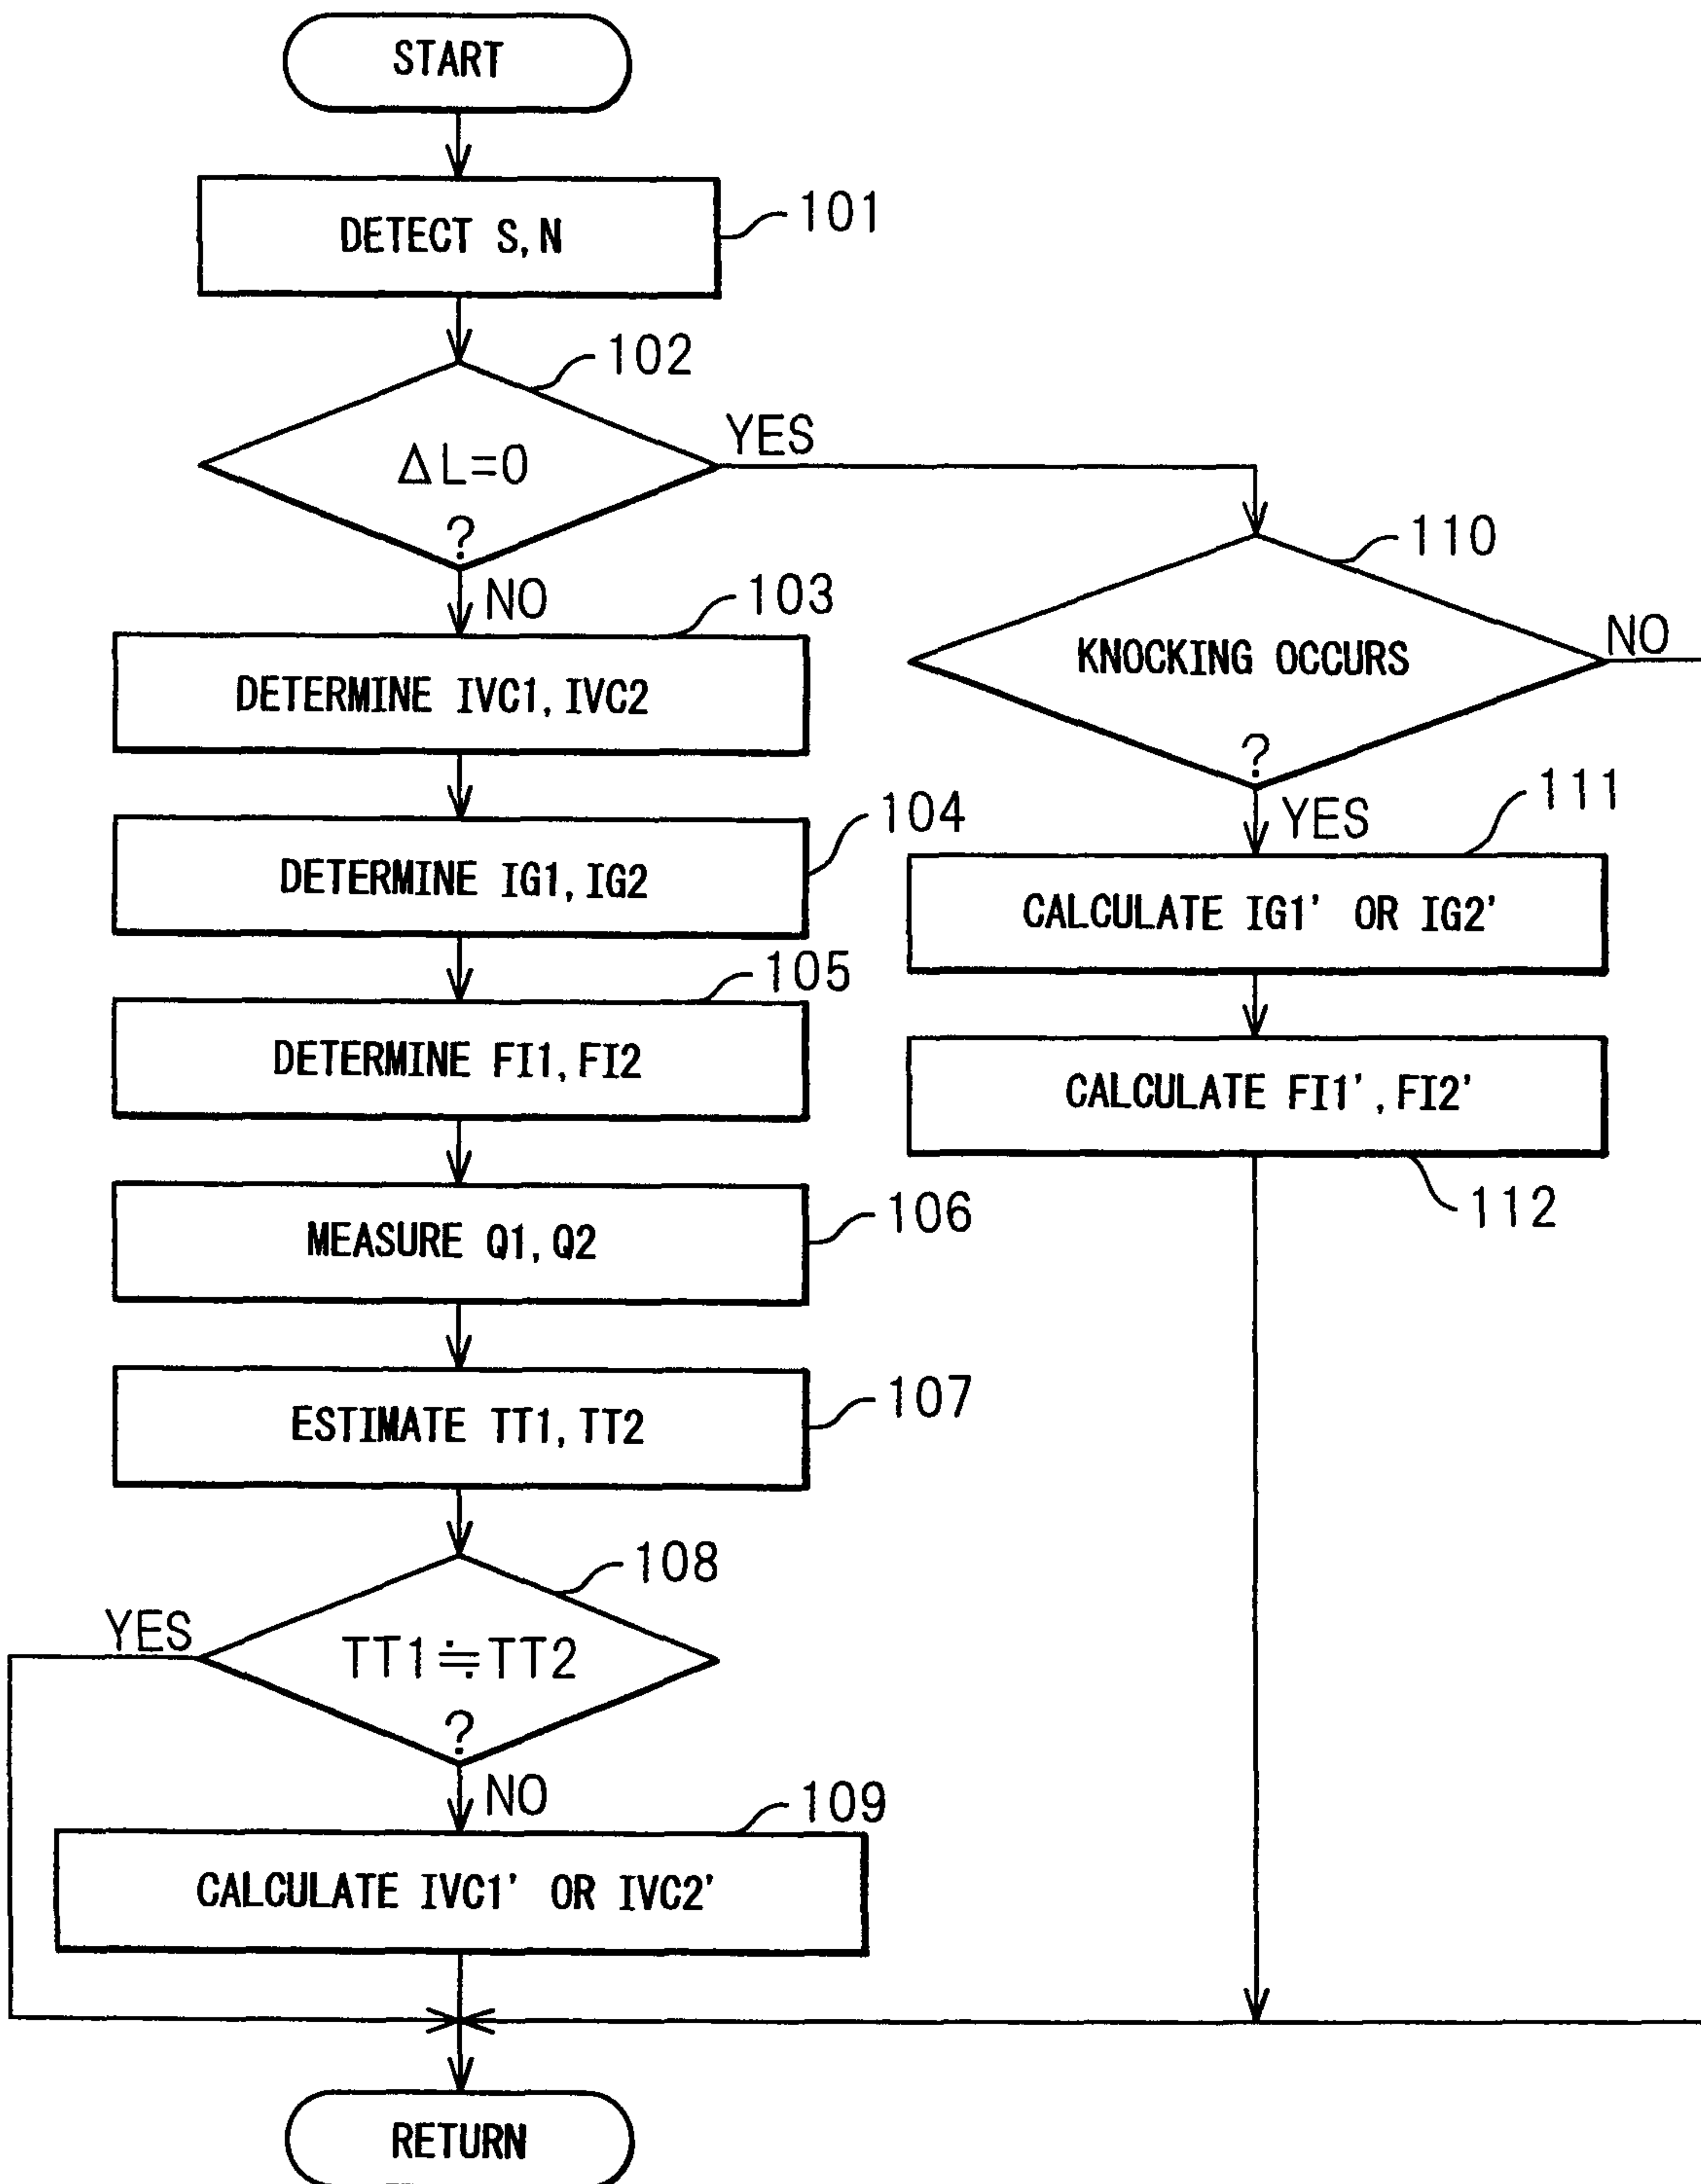 START
DETECT S,N
101
102
ΔL=0
?
YES
NO
103
DETERMINE IVC1,IVC2
104
DETERMINE IG1,IG2
105
DETERMINE FI1,FI2
106
MEASURE Q1,Q2
107
ESTIMATE TT1,TT2
108
YES
TT1≒TT2
?
NO
109
CALCULATE IVC1' OR IVC2'
110
KNOCKING OCCURS
?
NO
YES
111
CALCULATE IG1' OR IG2'
CALCULATE FI1',FI2'
112
RETURN